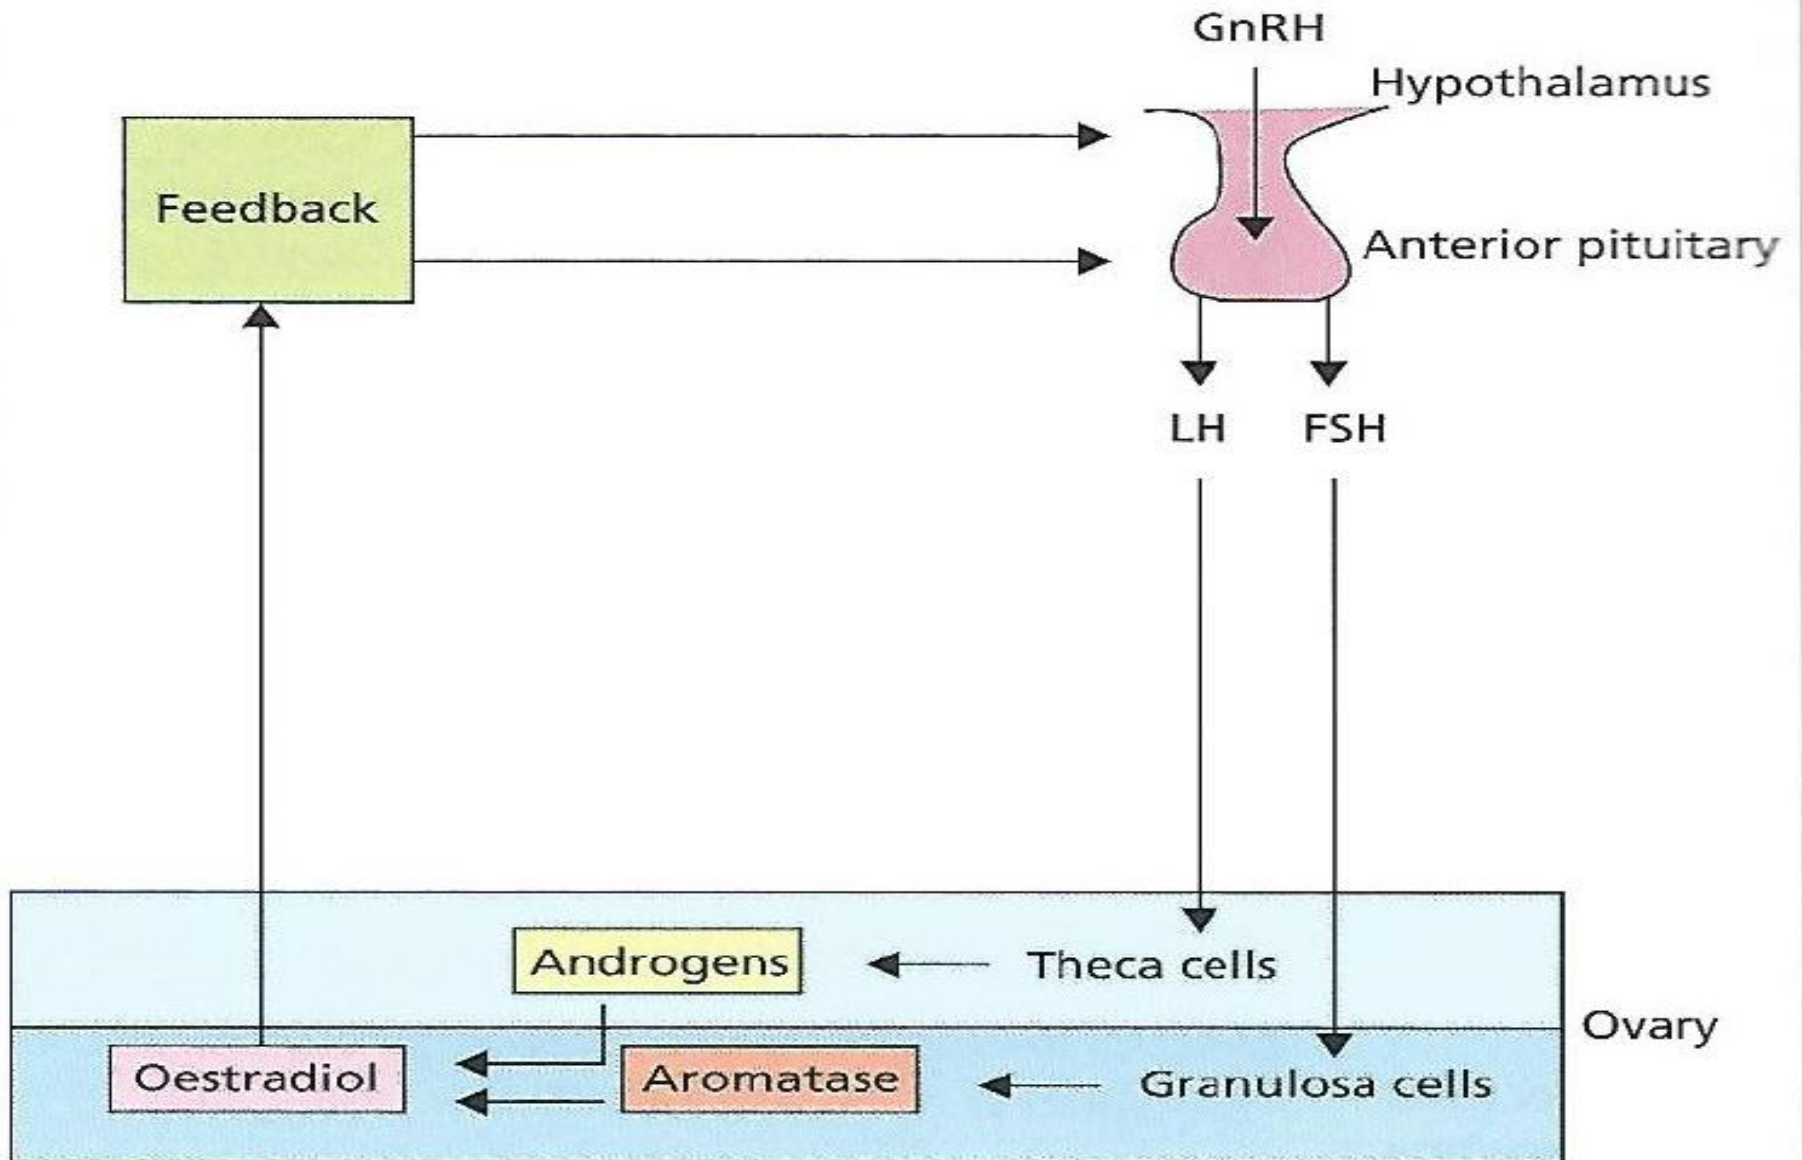 GnRH
Hypothalamus
Feedback
Anterior pituitary
LH
FSH
Androgens
Theca cells
Ovary
Oestradiol
Aromatase
Granulosa cells